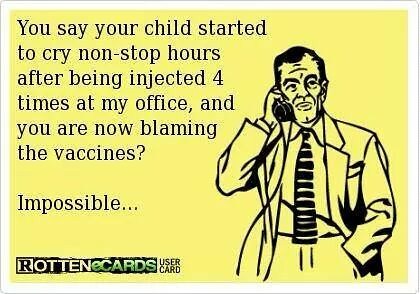 You say your child started
to cry non-stop hours
after being injected 4
times at my office, and
you are now blaming
the vaccines?
Impossible...
ROTTENECARDS USER
CARD